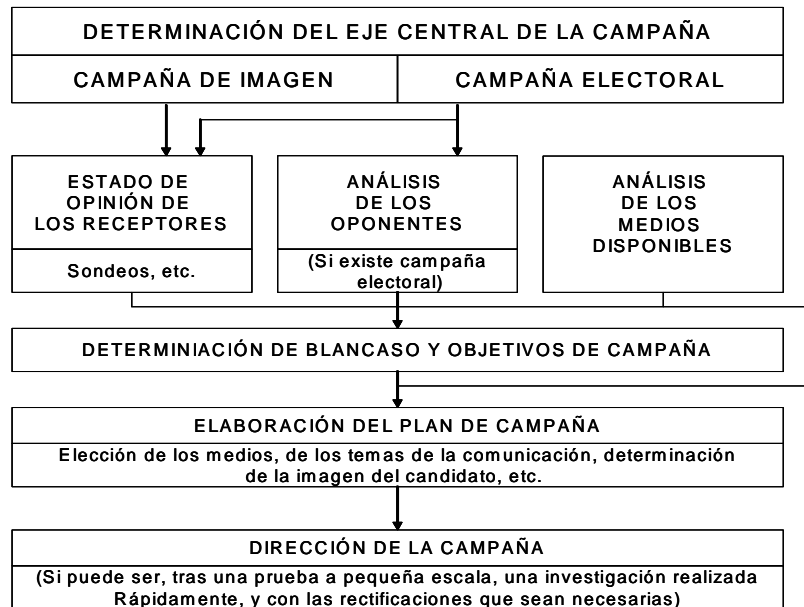 DETERMINACIÓN DEL EJE CENTRAL DE LA CAMPAÑA
CAMPAÑA DE IMAGEN
CAMPAÑA ELECTORAL
ESTADO DE
OPINIÓN DE
LOS RECEPTORES
Sondeos, etc.
ANÁLISIS
DE LOS
OPONENTES
(Si existe campaña
electoral)
ANÁLISIS
DE LOS
MEDIOS
DISPONIBLES
DETERMINIACIÓN DE BLANCASO Y OBJETIVOS DE CAMPAÑA
ELABORACIÓN DEL PLAN DE CAMPAÑA
Elección de los medios, de los temas de la comunicación, determinación
de la imagen del candidato, etc.
DIRECCIÓN DE LA CAMPAÑA
(Si puede ser, tras una prueba a pequeña escala, una investigación realizada
Rápidamente, y con las rectificaciones que sean necesarias)